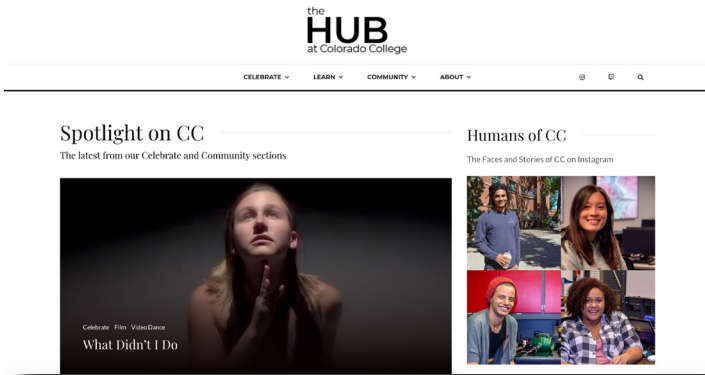 the
HUB
at Colorado College
CELEBRATE
LEARN
COMMUNITY
ABOUT
Spotlight on CC
The latest from our Celebrate and Community sections
Celebrate Film Video Dance
What Didn't I Do
Humans of CC
The Faces and Stories of CC on Instagram